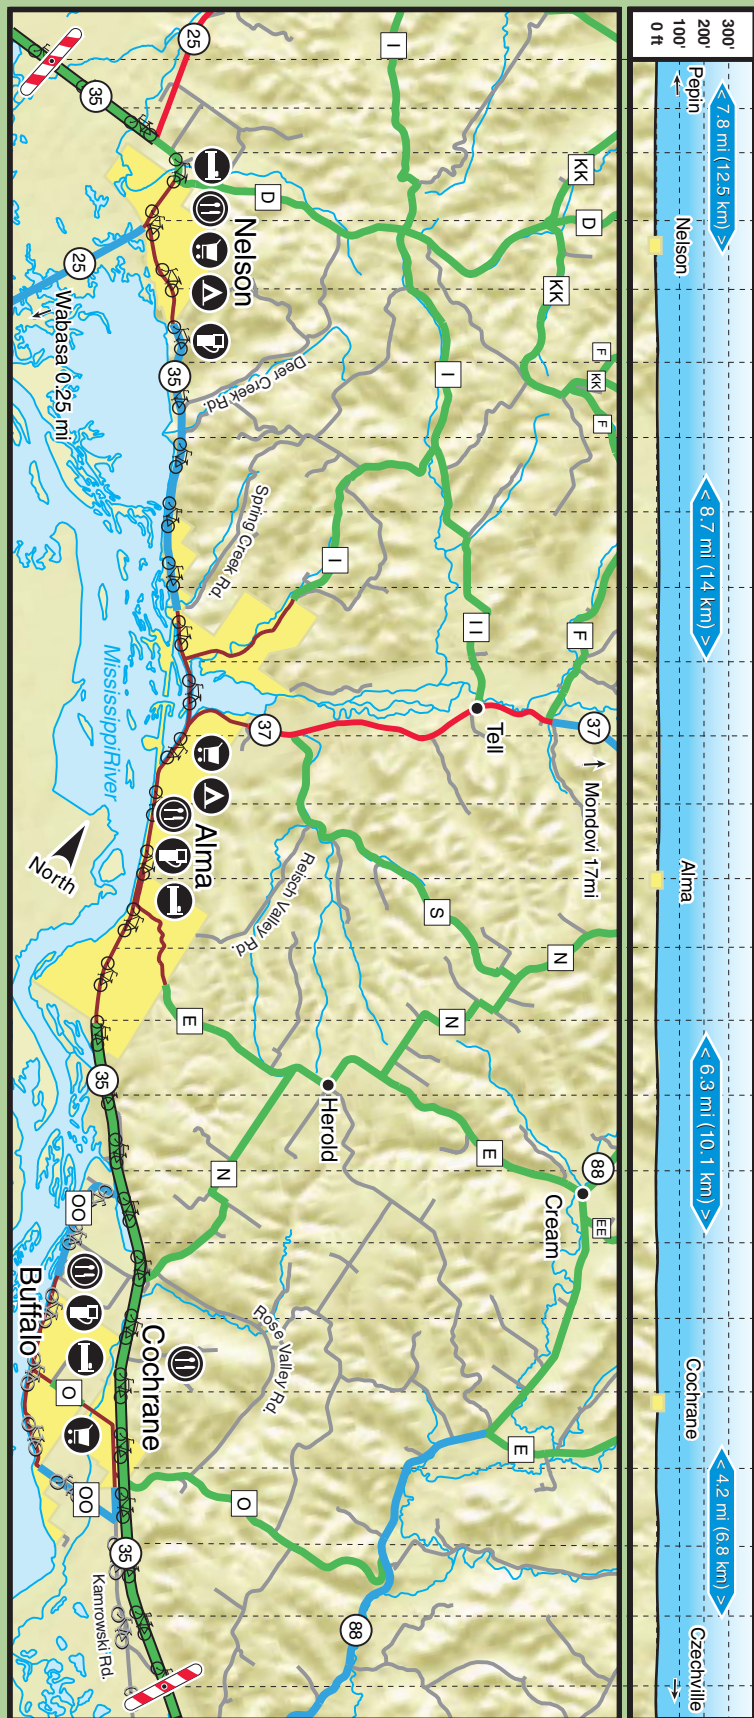 300'
200'
100'
0 ft
< 7.8 mi (12.5 km) >
< 8.7 mi (14 km) >
< 6.3 mi (10.1 km) >
< 4.2 mi (6.8 km) >
Pepin
Nelson
Alma
Cochrane
Czechville
25
35
I
D
KK
D
KK
F
KK
F
Nelson
25
Wabasa 0.25 mi
35
Deer Creek Rd.
I
Spring Creek Rd.
I
II
F
37
Tell
37
Mondovi 17mi
Mississippi River
Alma
North
Reisch Valley Rd.
S
N
N
E
35
Herold
E
88
Cream
EE
N
OO
Buffalo
Cochrane
Rose Valley Rd.
O
E
OO
O
35
Kamrowski Rd.
88